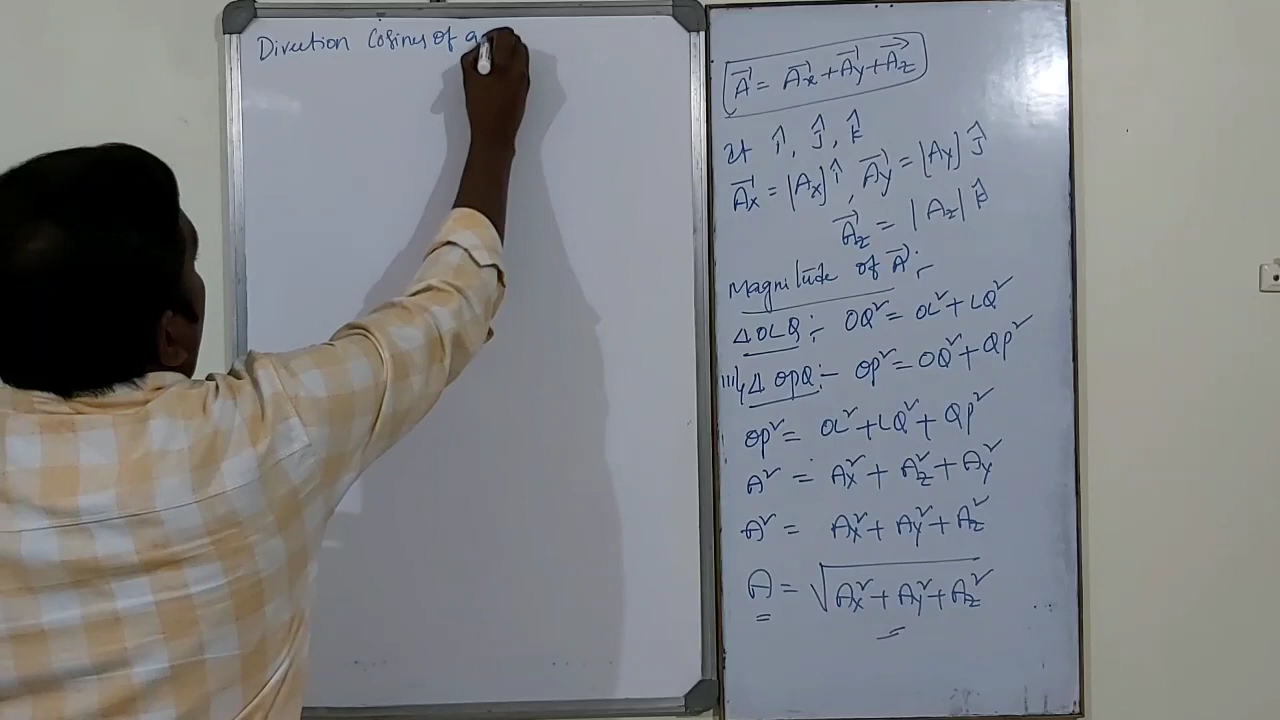 Direction Cosines of a
A⃗ = A⃗x + A⃗y + A⃗z
If î, ĵ, k̂
A⃗x = |Ax| î, A⃗y = |Ay| ĵ
A⃗z = |Az| k̂
Magnitude of A⃗ :-
ΔOLQ :- OQ² = OL² + LQ²
|||ly ΔOPQ :- OP² = OQ² + QP²
OP² = OL² + LQ² + QP²
A² = Ax² + Az² + Ay²
A² = Ax² + Ay² + Az²
A = √Ax² + Ay² + Az²